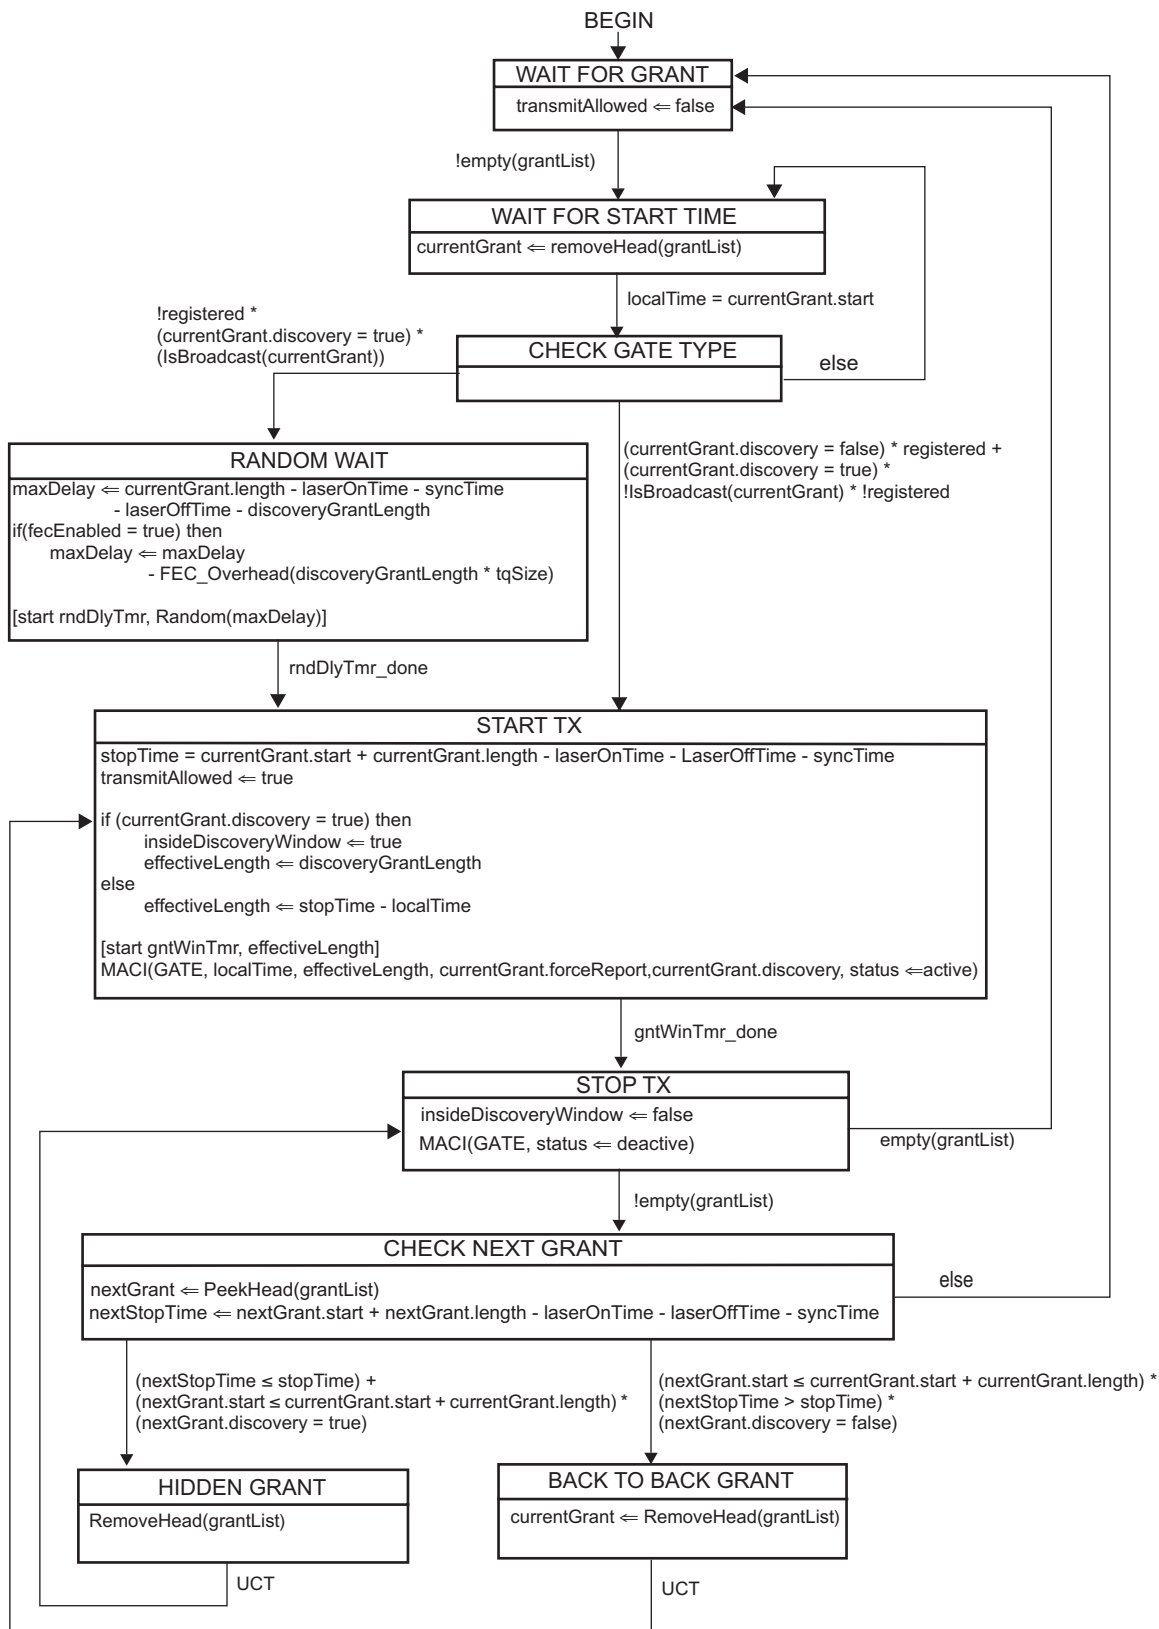 BEGIN
WAIT FOR GRANT
transmitAllowed ⇐ false
!empty(grantList)
WAIT FOR START TIME
currentGrant ⇐ removeHead(grantList)
localTime = currentGrant.start
!registered *
(currentGrant.discovery = true) *
(IsBroadcast(currentGrant))
CHECK GATE TYPE
else
RANDOM WAIT
maxDelay ⇐ currentGrant.length - laserOnTime - syncTime
- laserOffTime - discoveryGrantLength
if(fecEnabled = true) then
maxDelay ⇐ maxDelay
- FEC_Overhead(discoveryGrantLength * tqSize)
[start rndDlyTmr, Random(maxDelay)]
(currentGrant.discovery = false) * registered +
(currentGrant.discovery = true) *
!IsBroadcast(currentGrant) * !registered
rndDlyTmr_done
START TX
stopTime = currentGrant.start + currentGrant.length - laserOnTime - LaserOffTime - syncTime
transmitAllowed ⇐ true
if (currentGrant.discovery = true) then
insideDiscoveryWindow ⇐ true
effectiveLength ⇐ discoveryGrantLength
else
effectiveLength ⇐ stopTime - localTime
[start gntWinTmr, effectiveLength]
MACI(GATE, localTime, effectiveLength, currentGrant.forceReport,currentGrant.discovery, status ⇐active)
gntWinTmr_done
STOP TX
insideDiscoveryWindow ⇐ false
MACI(GATE, status ⇐ deactive)
empty(grantList)
!empty(grantList)
CHECK NEXT GRANT
nextGrant ⇐ PeekHead(grantList)
nextStopTime ⇐ nextGrant.start + nextGrant.length - laserOnTime - laserOffTime - syncTime
else
(nextStopTime ≤ stopTime) +
(nextGrant.start ≤ currentGrant.start + currentGrant.length) *
(nextGrant.discovery = true)
(nextGrant.start ≤ currentGrant.start + currentGrant.length) *
(nextStopTime > stopTime) *
(nextGrant.discovery = false)
HIDDEN GRANT
RemoveHead(grantList)
UCT
BACK TO BACK GRANT
currentGrant ⇐ RemoveHead(grantList)
UCT